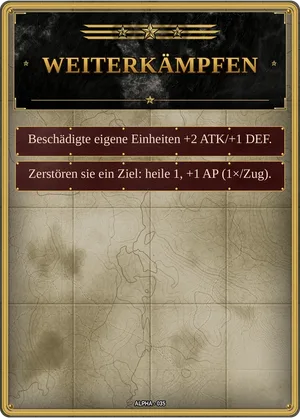 WEITERKÄMPFEN
Beschädigte eigene Einheiten +2 ATK/+1 DEF.
Zerstören sie ein Ziel: heile 1, +1 AP (1×/Zug).
ALPHA - 035